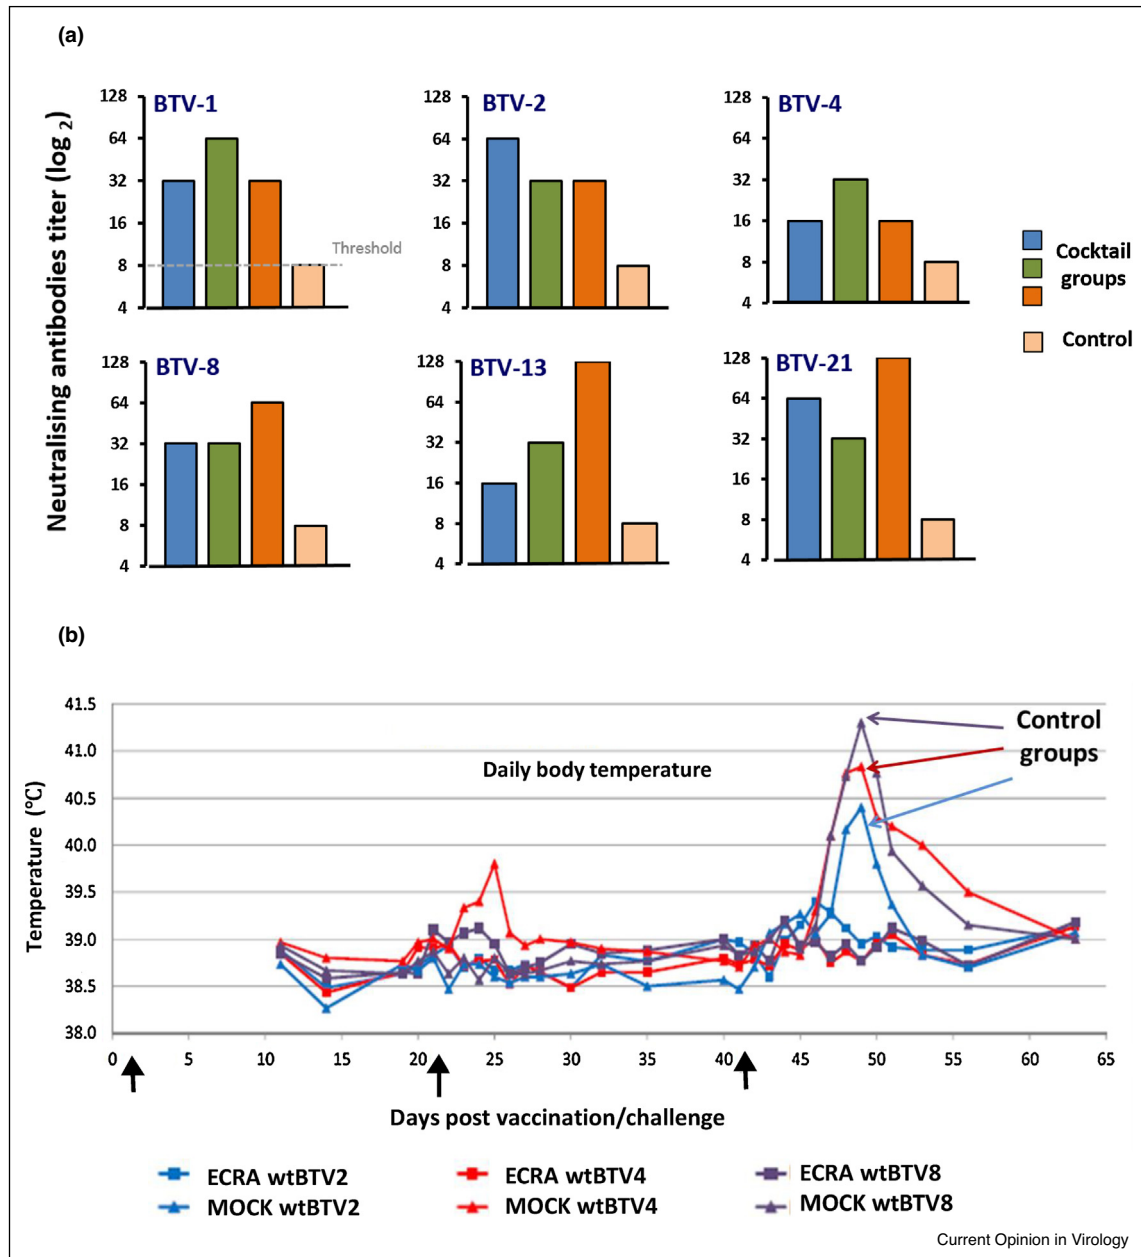 (a)
Neutralising antibodies titer (log 2)
BTV-1
128
64
32
16
8
4
Threshold
BTV-2
128
64
32
16
8
4
BTV-4
128
64
32
16
8
4
Cocktail
groups
Control
BTV-8
128
64
32
16
8
4
BTV-13
128
64
32
16
8
4
BTV-21
128
64
32
16
8
4
(b)
Temperature (°C)
41.5
41.0
40.5
40.0
39.5
39.0
38.5
38.0
Daily body temperature
Control
groups
0 5 10 15 20 25 30 35 40 45 50 55 60 65
Days post vaccination/challenge
ECRA wtBTV2 ECRA wtBTV4 ECRA wtBTV8
MOCK wtBTV2 MOCK wtBTV4 MOCK wtBTV8
Current Opinion in Virology